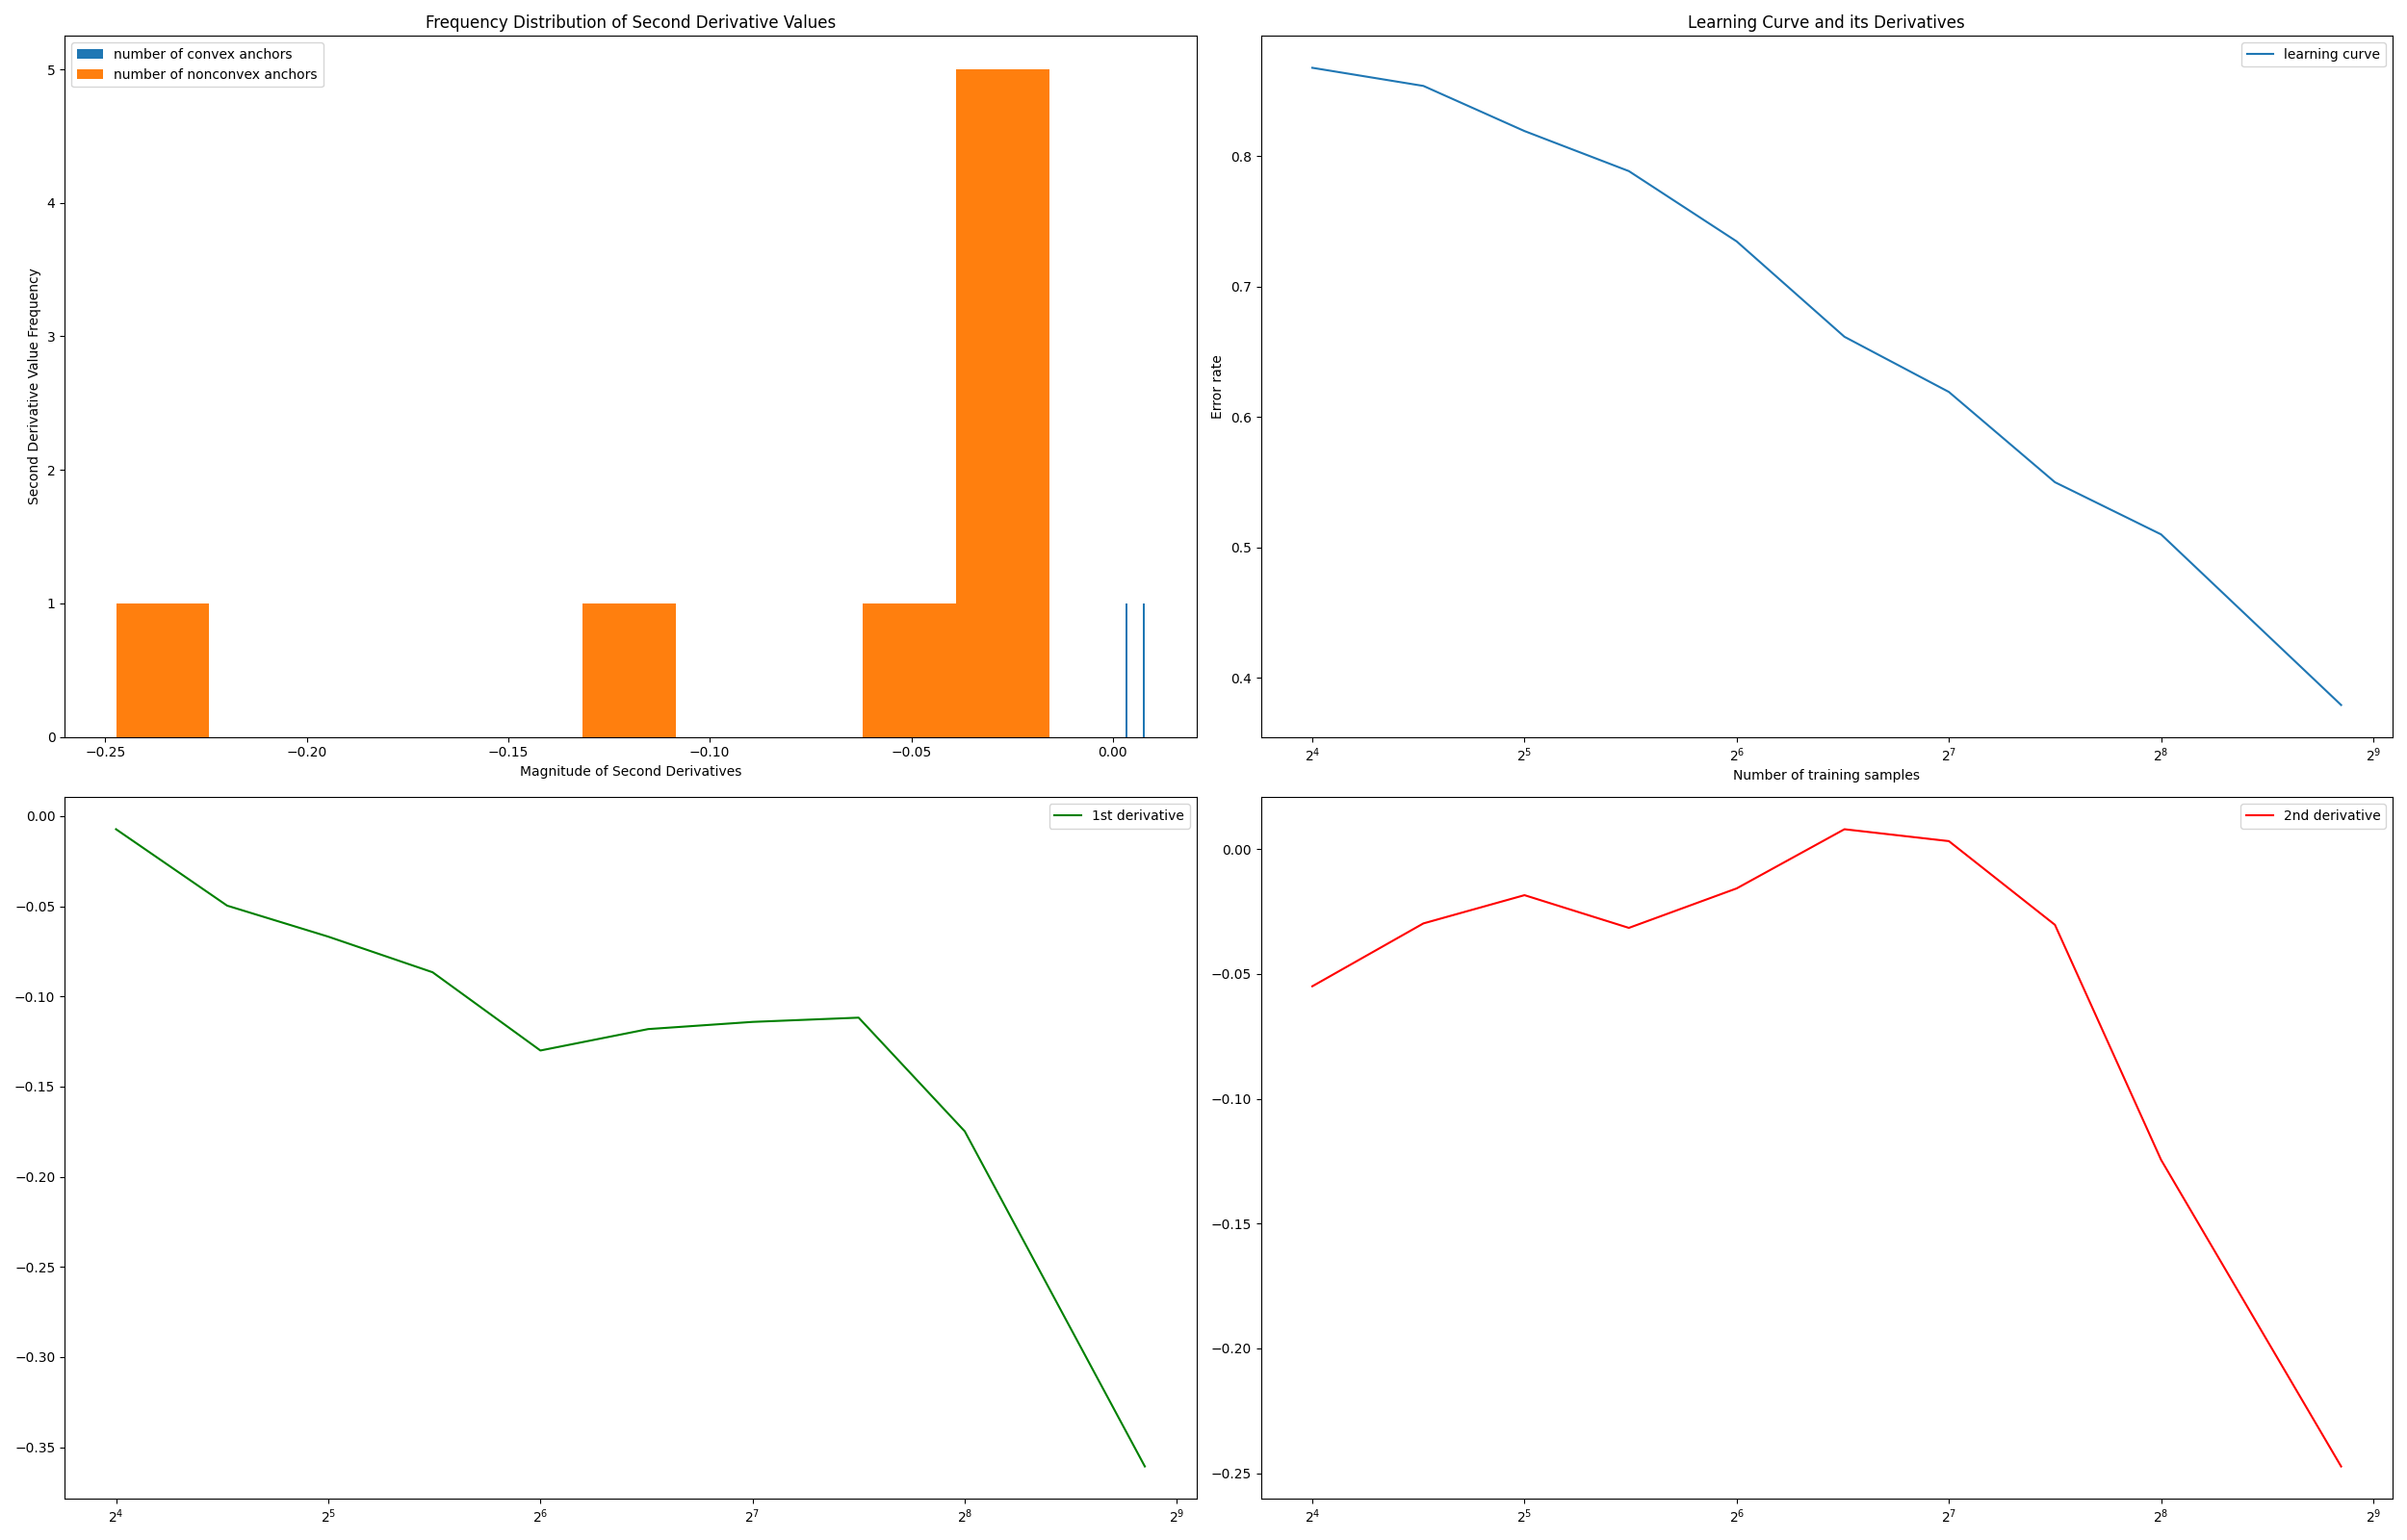 Frequency Distribution of Second Derivative Values
number of convex anchors
number of nonconvex anchors
Second Derivative Value Frequency
5
4
3
2
1
0
−0.25 −0.20 −0.15 −0.10 −0.05 0.00
Magnitude of Second Derivatives
Learning Curve and its Derivatives
learning curve
Error rate
0.8
0.7
0.6
0.5
0.4
2⁴ 2⁵ 2⁶ 2⁷ 2⁸ 2⁹
Number of training samples
1st derivative
0.00
−0.05
−0.10
−0.15
−0.20
−0.25
−0.30
−0.35
2⁴ 2⁵ 2⁶ 2⁷ 2⁸ 2⁹
2nd derivative
0.00
−0.05
−0.10
−0.15
−0.20
−0.25
2⁴ 2⁵ 2⁶ 2⁷ 2⁸ 2⁹